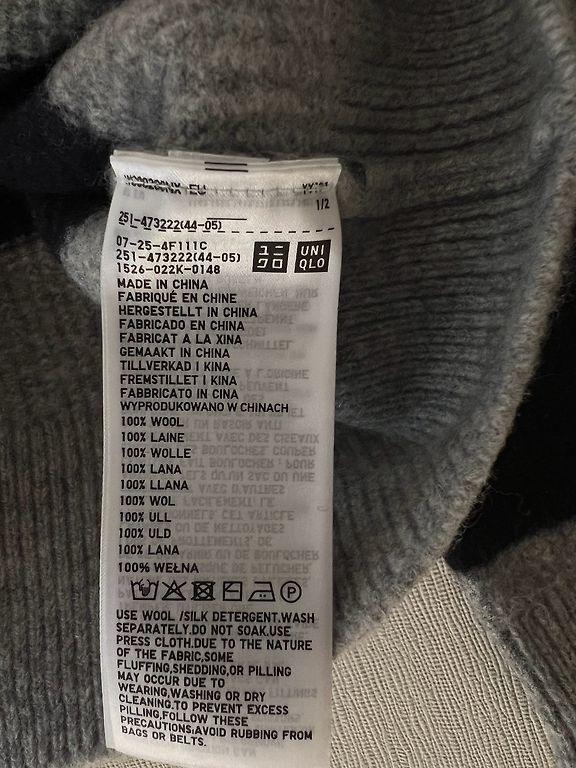 251-473222(44-05)
1/2
07-25-4F111C
251-473222(44-05)
1526-022K-0148
ユニ
クロ
UNI
QLO
MADE IN CHINA
FABRIQUÉ EN CHINE
HERGESTELLT IN CHINA
FABRICADO EN CHINA
FABRICAT A LA XINA
GEMAAKT IN CHINA
TILLVERKAD I KINA
FREMSTILLET I KINA
FABBRICATO IN CINA
WYPRODUKOWANO W CHINACH
100% WOOL
100% LAINE
100% WOLLE
100% LANA
100% LLANA
100% WOL
100% ULL
100% ULD
100% LANA
100% WEŁNA
P
USE WOOL /SILK DETERGENT.WASH
SEPARATELY.DO NOT SOAK.USE
PRESS CLOTH.DUE TO THE NATURE
OF THE FABRIC,SOME
FLUFFING,SHEDDING,OR PILLING
MAY OCCUR DUE TO
WEARING,WASHING OR DRY
CLEANING.TO PREVENT EXCESS
PILLING,FOLLOW THESE
PRECAUTIONS:AVOID RUBBING FROM
BAGS OR BELTS.